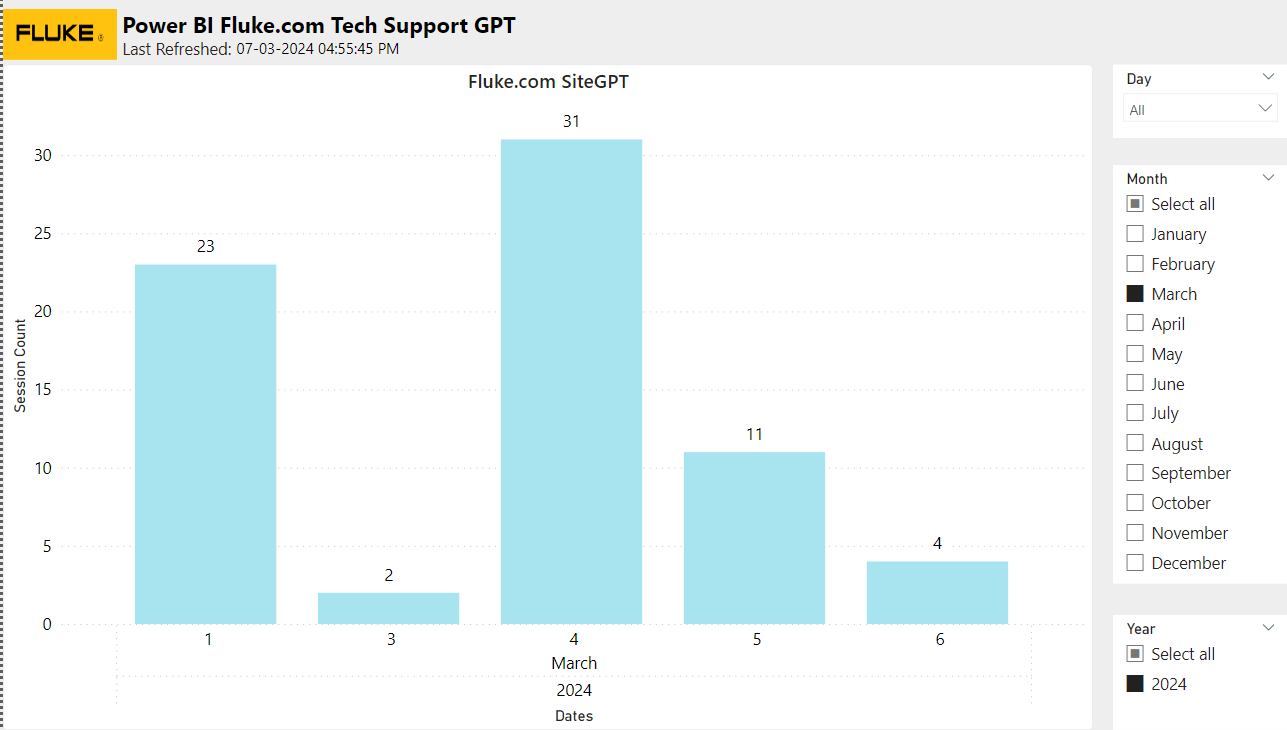 FLUKE®
Power BI Fluke.com Tech Support GPT
Last Refreshed: 07-03-2024 04:55:45 PM
Fluke.com SiteGPT
Session Count
30
25
20
15
10
5
0
23
2
31
11
4
1 3 4 5 6
March
2024
Dates
Day
All
Month
Select all
January
February
March
April
May
June
July
August
September
October
November
December
Year
Select all
2024